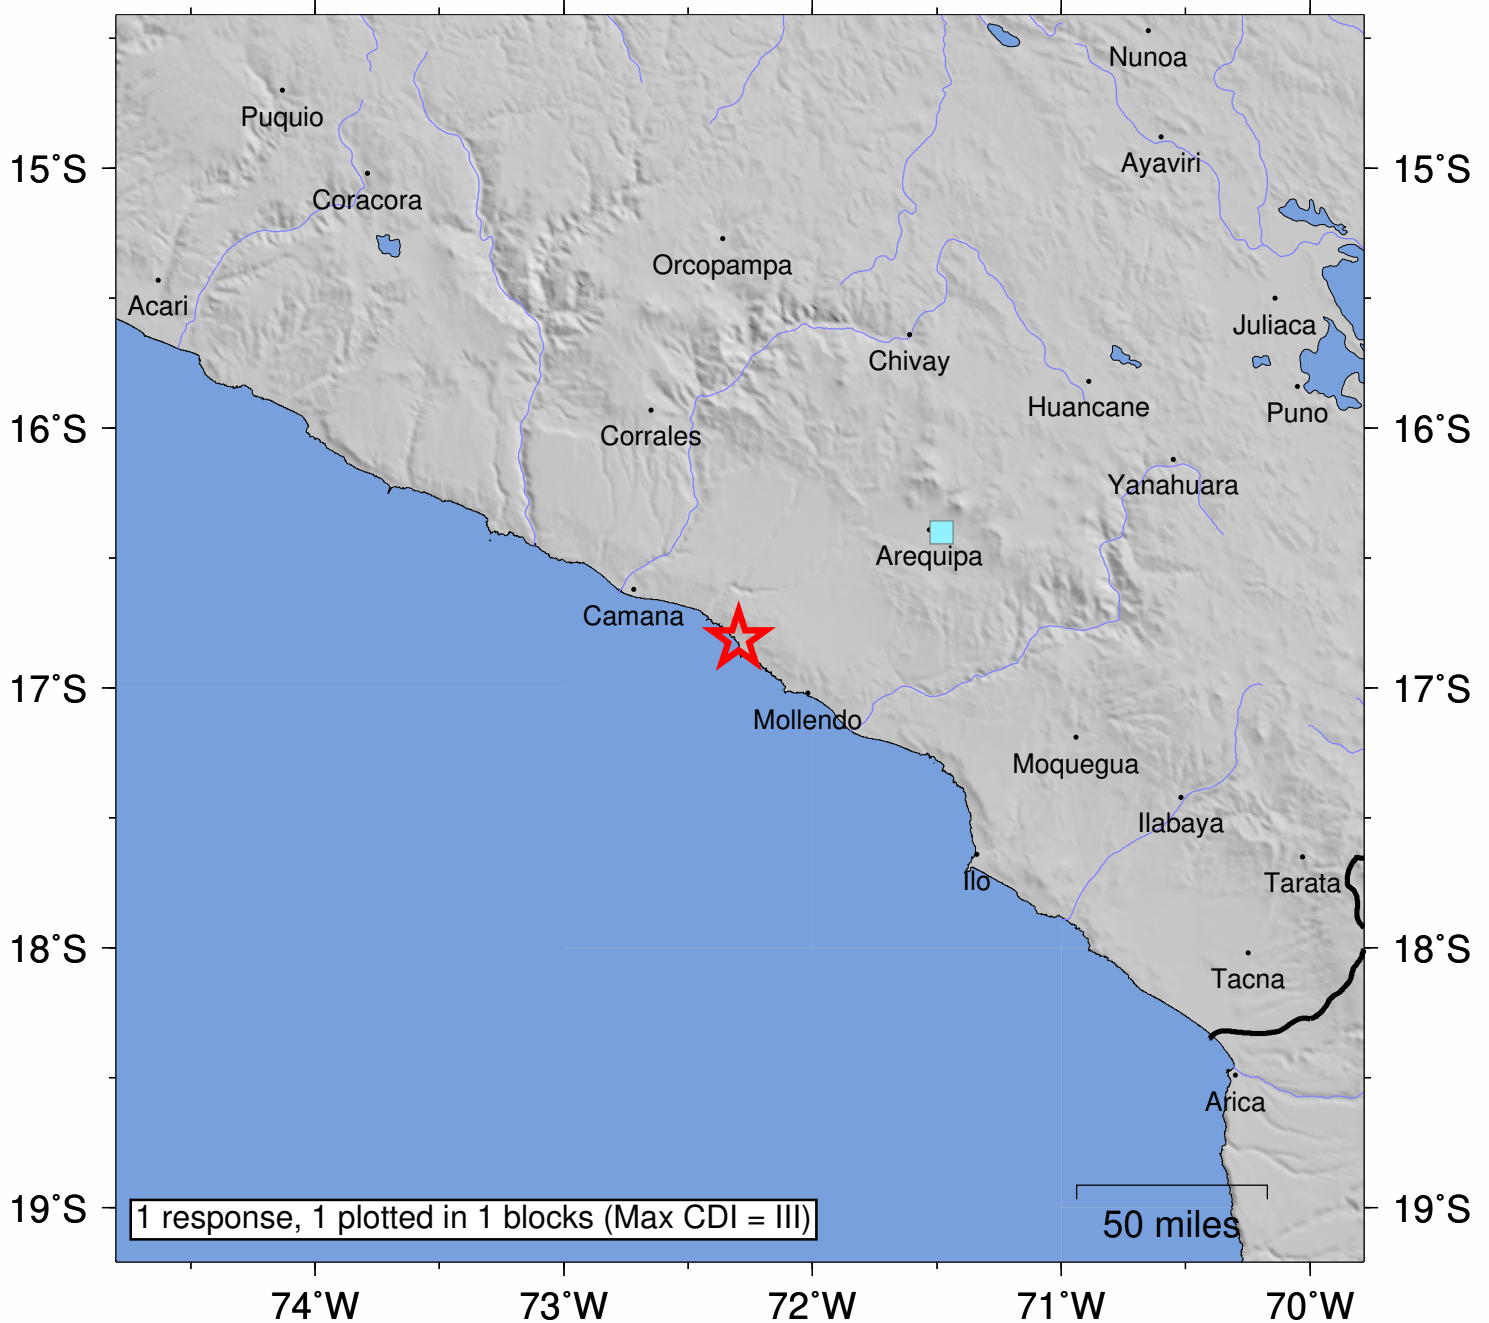 Nunoa
Puquio
Ayaviri
15°S
15°S
Coracora
Orcopampa
Acari
Juliaca
Chivay
Huancane
Puno
16°S
Corrales
16°S
Yanahuara
Arequipa
Camana
17°S
17°S
Mollendo
Moquegua
Ilabaya
Ilo
Tarata
18°S
18°S
Tacna
Arica
19°S
1 response, 1 plotted in 1 blocks (Max CDI = III)
50 miles
19°S
74°W
73°W
72°W
71°W
70°W